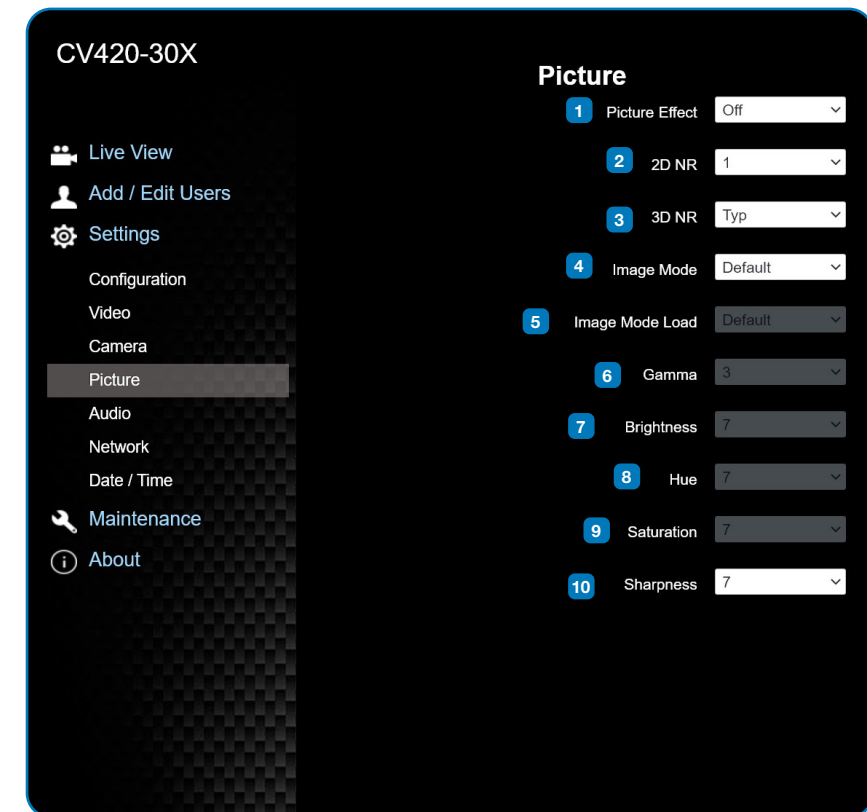 CV420-30X
Live View
Add / Edit Users
Settings
Configuration
Video
Camera
Picture
Audio
Network
Date / Time
Maintenance
About
Picture
1 Picture Effect Off
2 2D NR 1
3 3D NR Typ
4 Image Mode Default
5 Image Mode Load Default
6 Gamma 3
7 Brightness 7
8 Hue 7
9 Saturation 7
10 Sharpness 7